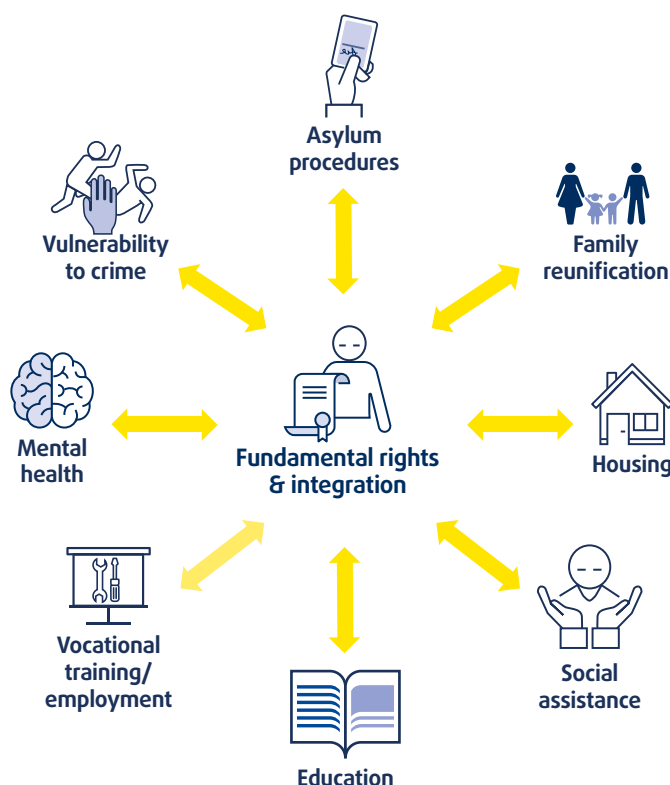 Asylum
procedures
Vulnerability
to crime
Family
reunification
Mental
health
Fundamental rights
& integration
Housing
Vocational
training/
employment
Social
assistance
Education